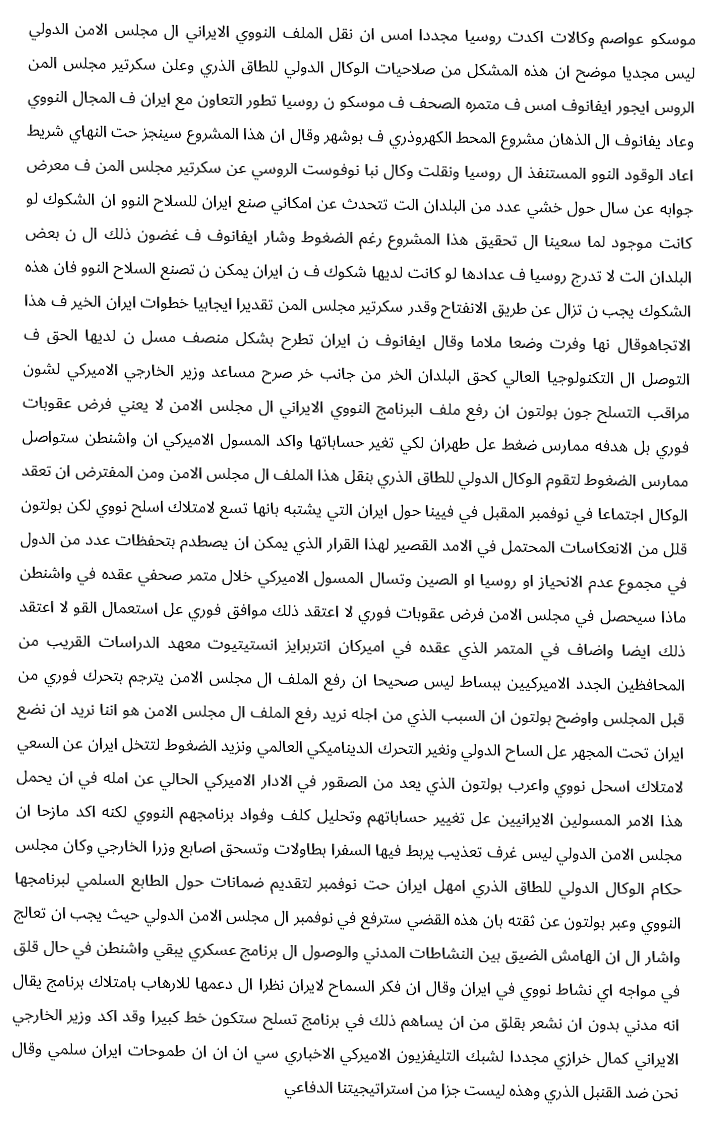 موسكو عواصم وكالات اكدت روسيا مجددا امس ان نقل الملف النووي الايراني ال مجلس الامن الدولي
ليس مجديا موضح ان هذه المشكل من صلاحيات الوكال الدولي للطاق الذري وعلن سكرتير مجلس المن
الروس ايجور ايفانوف امس ف متمره الصحف ف موسكو ن روسيا تطور التعاون مع ايران ف المجال النووي
وعاد يفانوف ال الذهان مشروع المحط الكهروذري ف بوشهر وقال ان هذا المشروع سينجز حت النهاي شريط
اعاد الوقود النوو المستنفذ ال روسيا ونقلت وكال نبا نوفوست الروسي عن سكرتير مجلس المن ف معرض
جوابه عن سال حول خشي عدد من البلدان الت تتحدث عن امكاني صنع ايران للسلاح النوو ان الشكوك لو
كانت موجود لما سعينا ال تحقيق هذا المشروع رغم الضغوط وشار ايفانوف ف غضون ذلك ال ن بعض
البلدان الت لا تدرج روسيا ف عدادها لو كانت لديها شكوك ف ن ايران يمكن ن تصنع السلاح النوو فان هذه
الشكوك يجب ن تزال عن طريق الانفتاح وقدر سكرتير مجلس المن تقديرا ايجابيا خطوات ايران الخير ف هذا
الاتجاهوقال نها وفرت وضعا ملاما وقال ايفانوف ن ايران تطرح بشكل منصف مسل ن لديها الحق ف
التوصل ال التكنولوجيا العالي كحق البلدان الخر من جانب خر صرح مساعد وزير الخارجي الاميركي لشون
مراقب التسلح جون بولتون ان رفع ملف البرنامج النووي الايراني ال مجلس الامن لا يعني فرض عقوبات
فوري بل هدفه ممارس ضغط عل طهران لكي تغير حساباتها واكد المسول الاميركي ان واشنطن ستواصل
ممارس الضغوط لتقوم الوكال الدولي للطاق الذري بنقل هذا الملف ال مجلس الامن ومن المفترض ان تعقد
الوكال اجتماعا في نوفمبر المقبل في فيينا حول ايران التي يشتبه بانها تسع لامتلاك اسلح نووي لكن بولتون
قلل من الانعكاسات المحتمل في الامد القصير لهذا القرار الذي يمكن ان يصطدم بتحفظات عدد من الدول
في مجموع عدم الانحياز او روسيا او الصين وتسال المسول الاميركي خلال متمر صحفي عقده في واشنطن
ماذا سيحصل في مجلس الامن فرض عقوبات فوري لا اعتقد ذلك موافق فوري عل استعمال القو لا اعتقد
ذلك ايضا واضاف في المتمر الذي عقده في اميركان انتربرايز انستيتيوت معهد الدراسات القريب من
المحافظين الجدد الاميركيين ببساط ليس صحيحا ان رفع الملف ال مجلس الامن يترجم بتحرك فوري من
قبل المجلس واوضح بولتون ان السبب الذي من اجله نريد رفع الملف ال مجلس الامن هو اننا نريد ان نضع
ايران تحت المجهر عل الساح الدولي ونغير التحرك الديناميكي العالمي ونزيد الضغوط لتتخل ايران عن السعي
لامتلاك اسحل نووي واعرب بولتون الذي يعد من الصقور في الادار الاميركي الحالي عن امله في ان يحمل
هذا الامر المسولين الايرانيين عل تغيير حساباتهم وتحليل كلف وفواد برنامجهم النووي لكنه اكد مازحا ان
مجلس الامن الدولي ليس غرف تعذيب يربط فيها السفرا بطاولات وتسحق اصابع وزرا الخارجي وكان مجلس
حكام الوكال الدولي للطاق الذري امهل ايران حت نوفمبر لتقديم ضمانات حول الطابع السلمي لبرنامجها
النووي وعبر بولتون عن ثقته بان هذه القضي سترفع في نوفمبر ال مجلس الامن الدولي حيث يجب ان تعالج
واشار ال ان الهامش الضيق بين النشاطات المدني والوصول ال برنامج عسكري يبقي واشنطن في حال قلق
في مواجه اي نشاط نووي في ايران وقال ان فكر السماح لايران نظرا ال دعمها للارهاب بامتلاك برنامج يقال
انه مدني بدون ان نشعر بقلق من ان يساهم ذلك في برنامج تسلح ستكون خط كبيرا وقد اكد وزير الخارجي
الايراني كمال خرازي مجددا لشبك التليفزيون الاميركي الاخباري سي ان ان ان طموحات ايران سلمي وقال
نحن ضد القنبل الذري وهذه ليست جزا من استراتيجيتنا الدفاعي